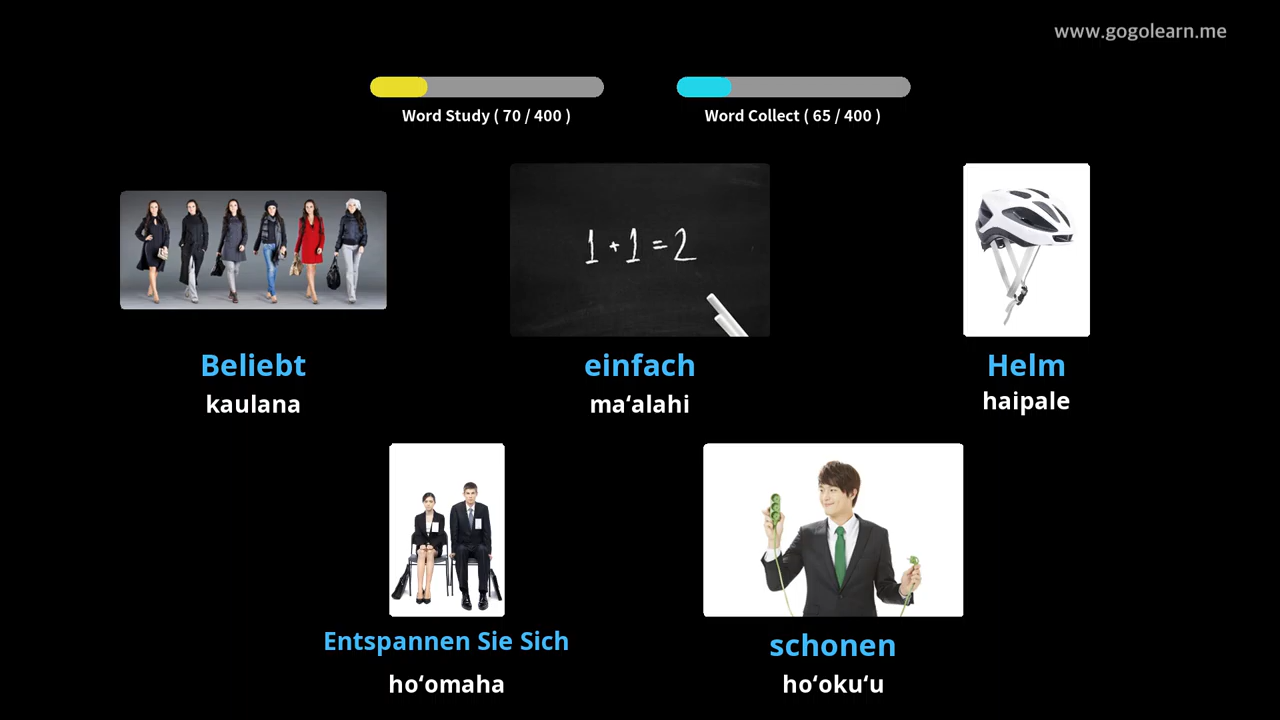 www.gogolearn.me
Word Study ( 70 / 400 )
Word Collect ( 65 / 400 )
1 + 1 = 2
Beliebt
kaulana
einfach
maʻalahi
Helm
haipale
Entspannen Sie Sich
hoʻomaha
schonen
hoʻokuʻu